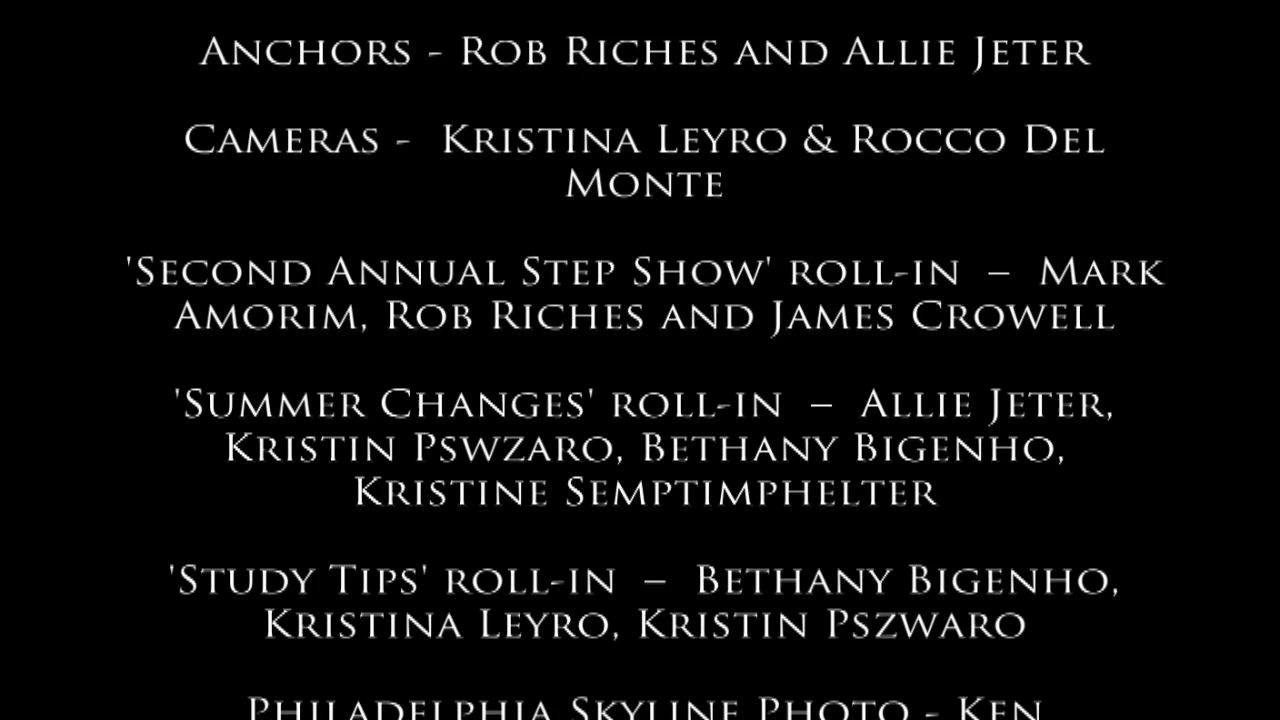 Anchors - Rob Riches and Allie Jeter
Cameras -  Kristina Leyro & Rocco Del
Monte
'Second Annual Step Show' roll-in  –  Mark
Amorim, Rob Riches and James Crowell
'Summer Changes' roll-in  –  Allie Jeter,
Kristin Pswzaro, Bethany Bigenho,
Kristine Semptimphelter
'Study Tips' roll-in  –  Bethany Bigenho,
Kristina Leyro, Kristin Pszwaro
Philadelphia Skyline Photo - Ken